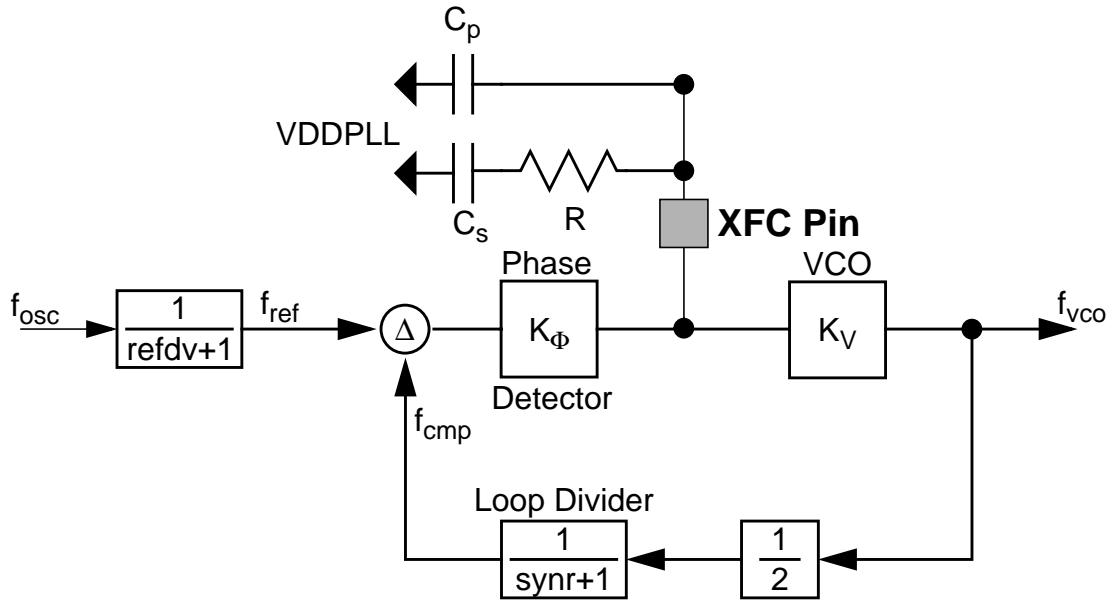 Cp
VDDPLL
Cs
R
XFC Pin
Phase
VCO
fosc
1
refdv+1
fref
Δ
KΦ
KV
fvco
Detector
fcmp
Loop Divider
1
synr+1
1
2